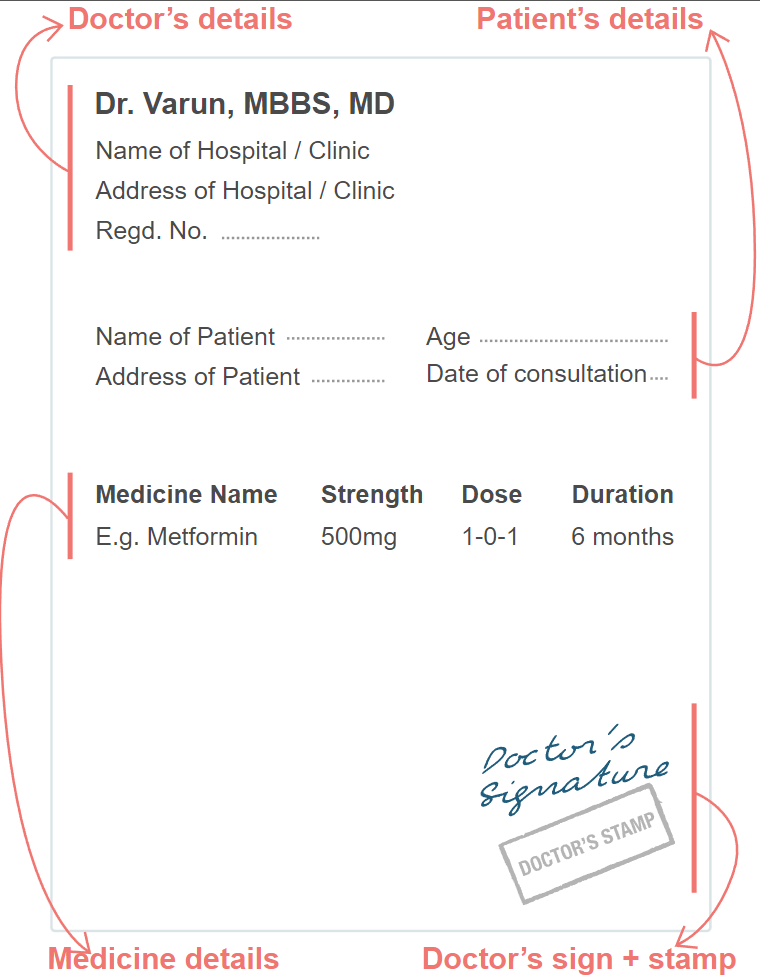 Doctor's details
Patient's details
Dr. Varun, MBBS, MD
Name of Hospital / Clinic
Address of Hospital / Clinic
Regd. No. ....................
Name of Patient ....................
Age ......................................
Address of Patient ...............
Date of consultation....
Medicine Name Strength Dose Duration
E.g. Metformin 500mg 1-0-1 6 months
Doctor's
Signature
DOCTOR'S STAMP
Medicine details
Doctor's sign + stamp